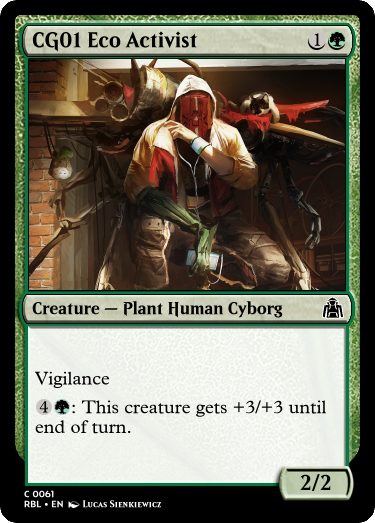 CG01 Eco Activist 1
Creature — Plant Human Cyborg
Vigilance
4: This creature gets +3/+3 until
end of turn.
2/2
C 0061
RBL • EN Lucas Sienkiewicz